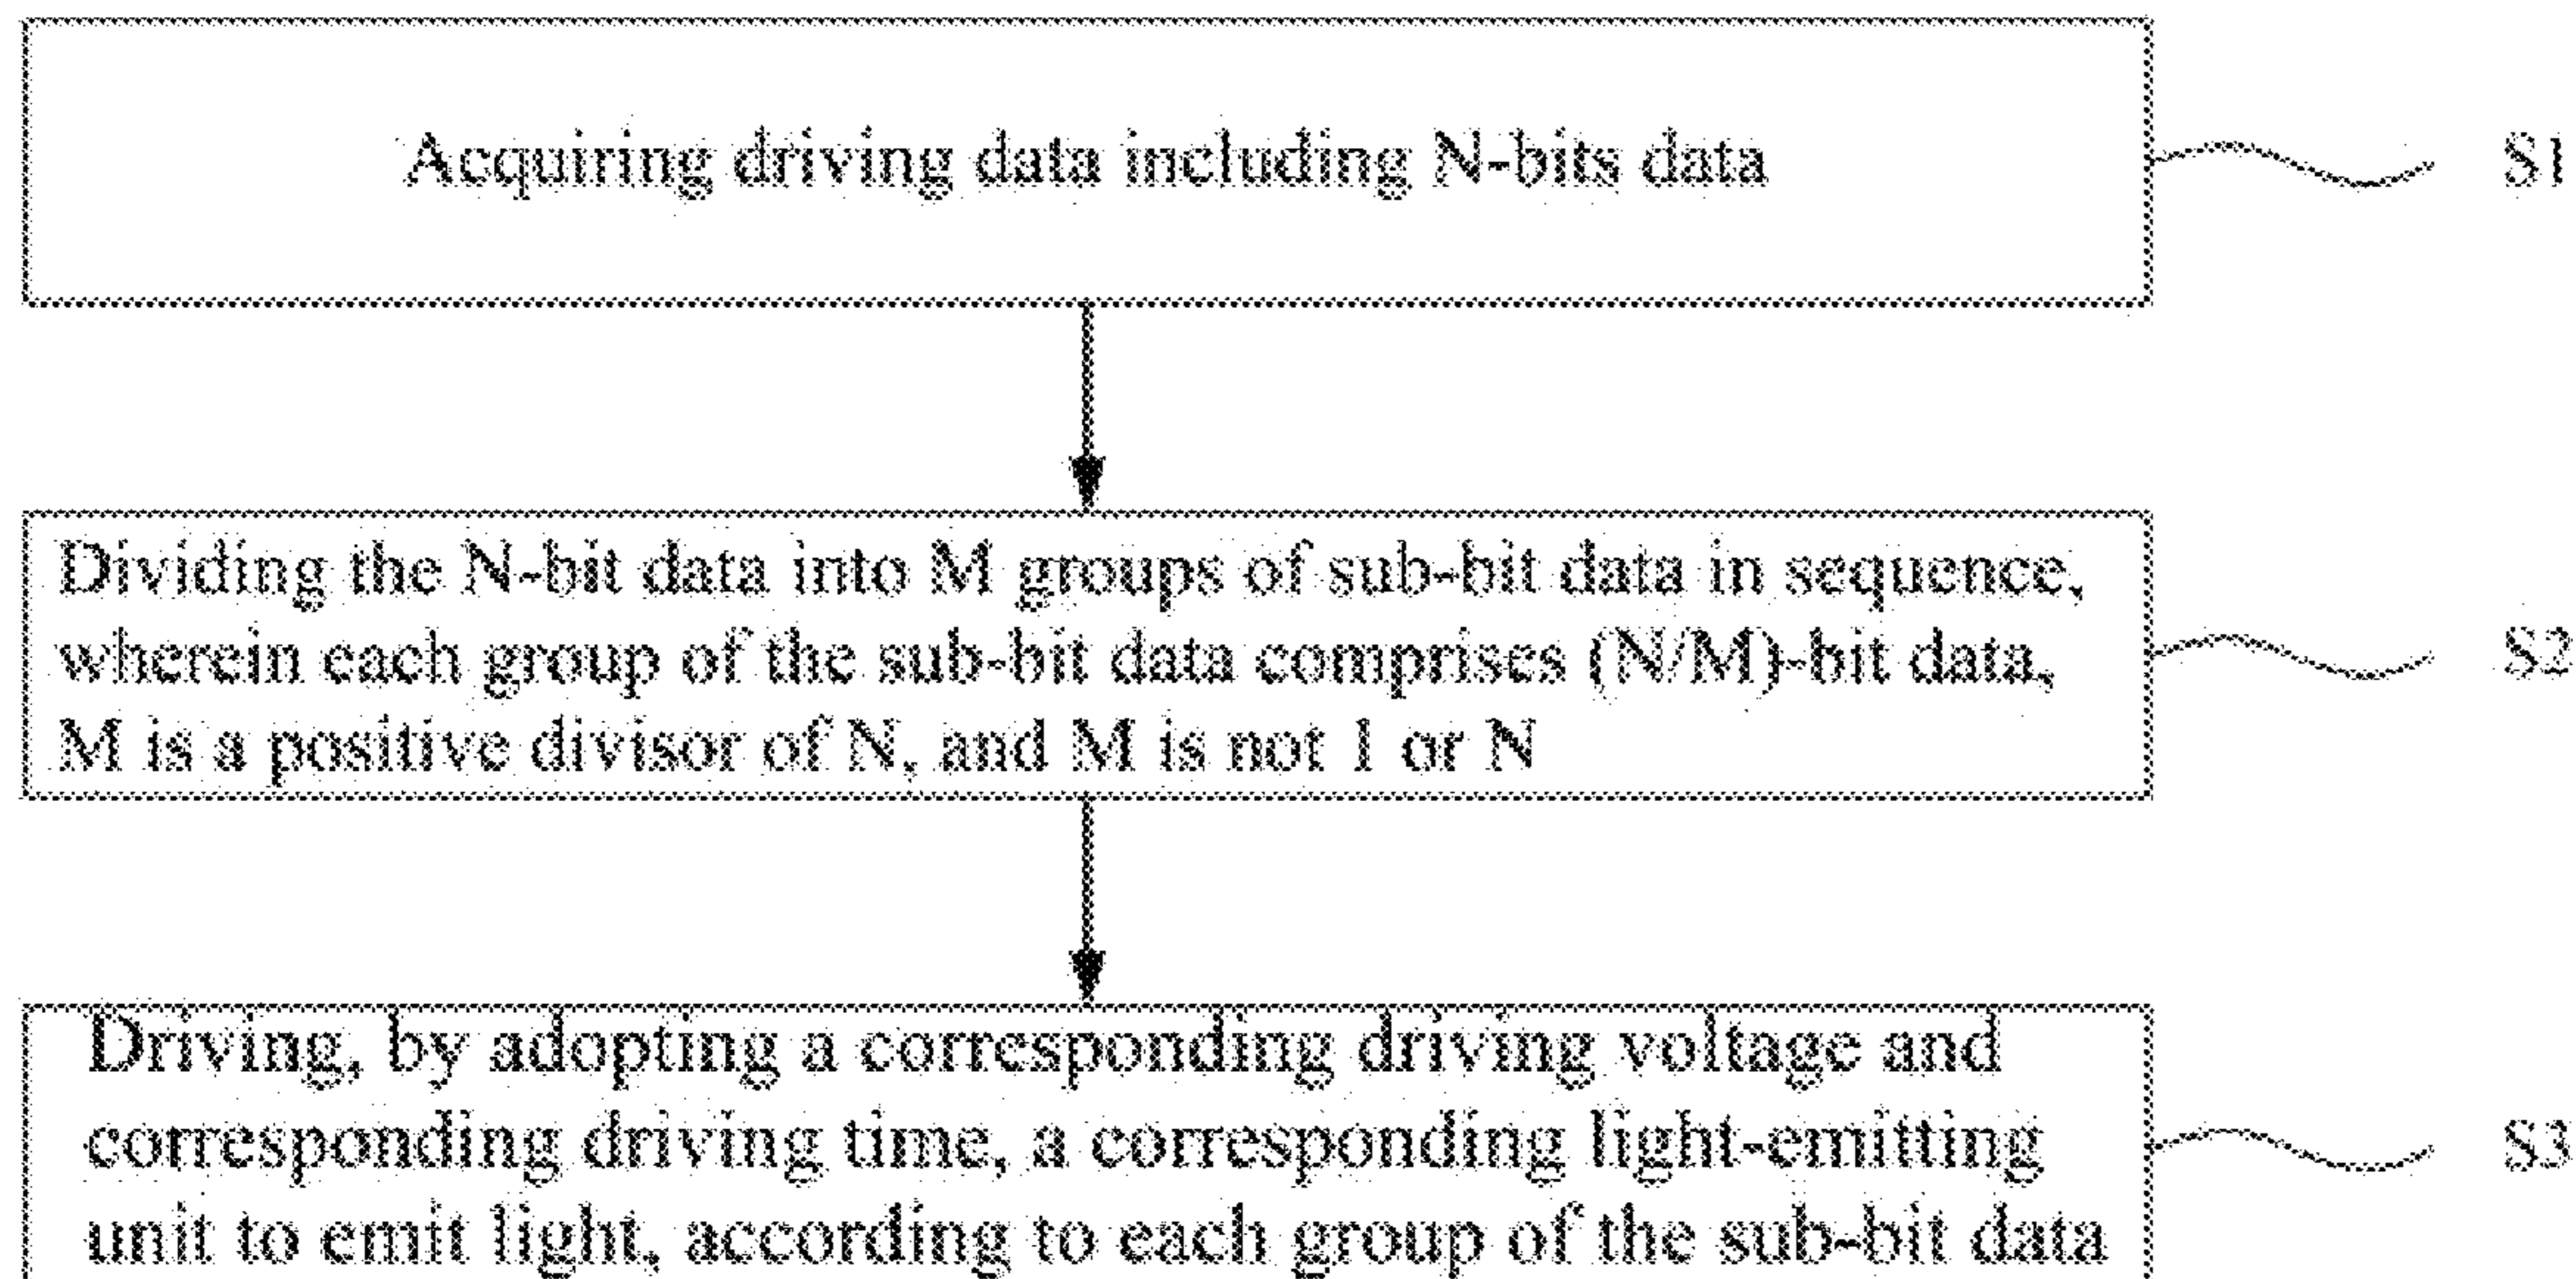 Acquiring driving data including N-bits data
S1
Dividing the N-bit data into M groups of sub-bit data in sequence,
wherein each group of the sub-bit data comprises (N/M)-bit data,
M is a positive divisor of N, and M is not 1 or N
S2
Driving, by adopting a corresponding driving voltage and
corresponding driving time, a corresponding light-emitting
unit to emit light, according to each group of the sub-bit data
S3